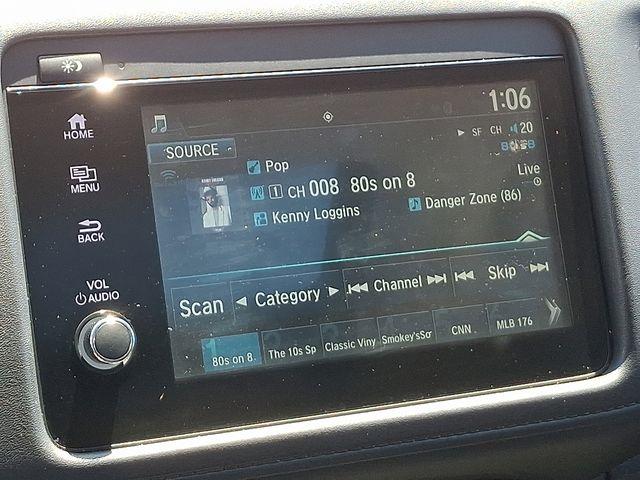 1:06
HOME
MENU
BACK
VOL
AUDIO
SOURCE
SF CH 20
Pop
1 CH 008 80s on 8
Live
Kenny Loggins
Danger Zone (86)
Scan
Category
Channel
Skip
80s on 8
The 10s Sp
Classic Viny
Smokey'sSo
CNN
MLB 176